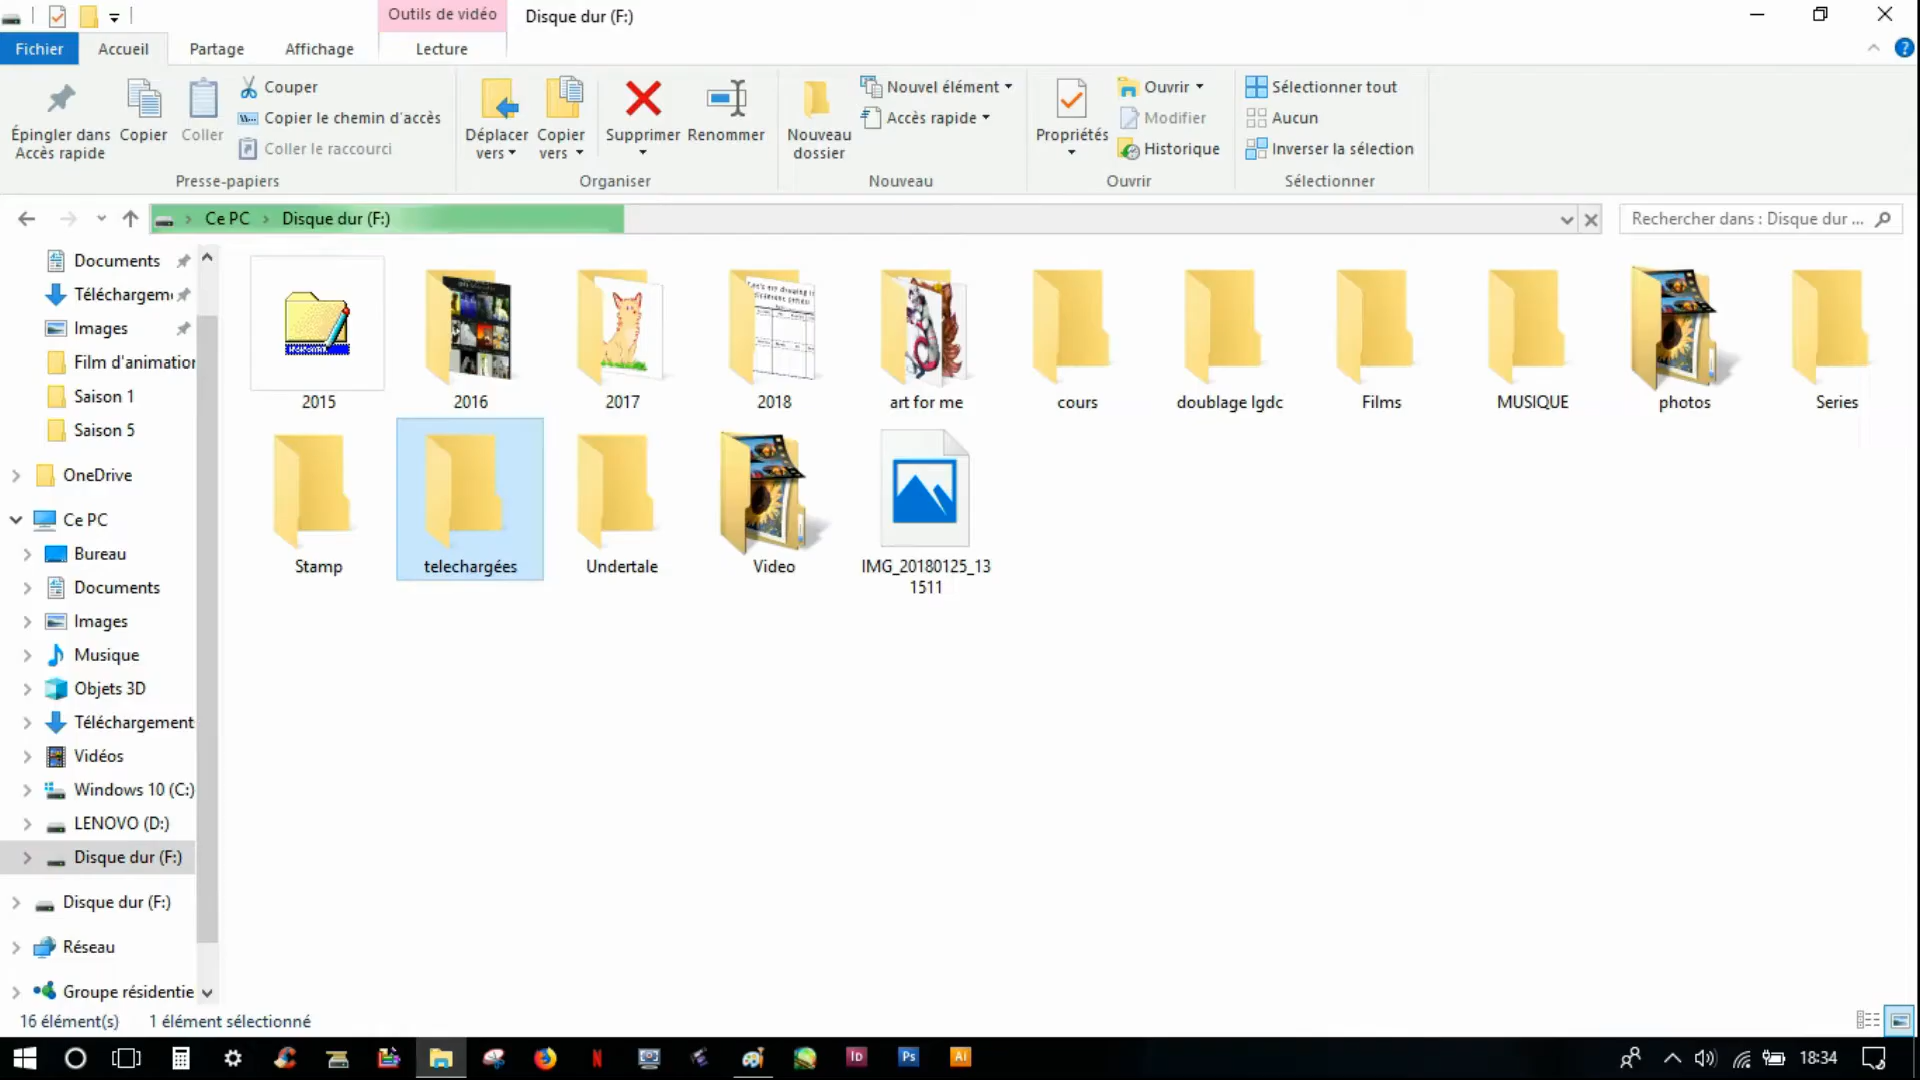 Outils de vidéo
Disque dur (F:)
Fichier
Accueil
Partage
Affichage
Lecture
Épingler dans
Accès rapide
Copier
Coller
Couper
Copier le chemin d'accès
Coller le raccourci
Presse-papiers
Déplacer
vers
Copier
vers
Supprimer
Renommer
Organiser
Nouveau
dossier
Nouvel élément
Accès rapide
Nouveau
Propriétés
Ouvrir
Modifier
Historique
Ouvrir
Sélectionner tout
Aucun
Inverser la sélection
Sélectionner
Ce PC
Disque dur (F:)
Rechercher dans : Disque dur ...
Documents
Téléchargem
Images
Film d'animation
Saison 1
Saison 5
OneDrive
Ce PC
Bureau
Documents
Images
Musique
Objets 3D
Téléchargement
Vidéos
Windows 10 (C:)
LENOVO (D:)
Disque dur (F:)
Disque dur (F:)
Réseau
Groupe résidentie
2015
2016
2017
2018
art for me
cours
doublage lgdc
Films
MUSIQUE
photos
Series
Stamp
telechargées
Undertale
Video
IMG_20180125_13
1511
16 élément(s)
1 élément sélectionné
Id
Ps
Ai
18:34